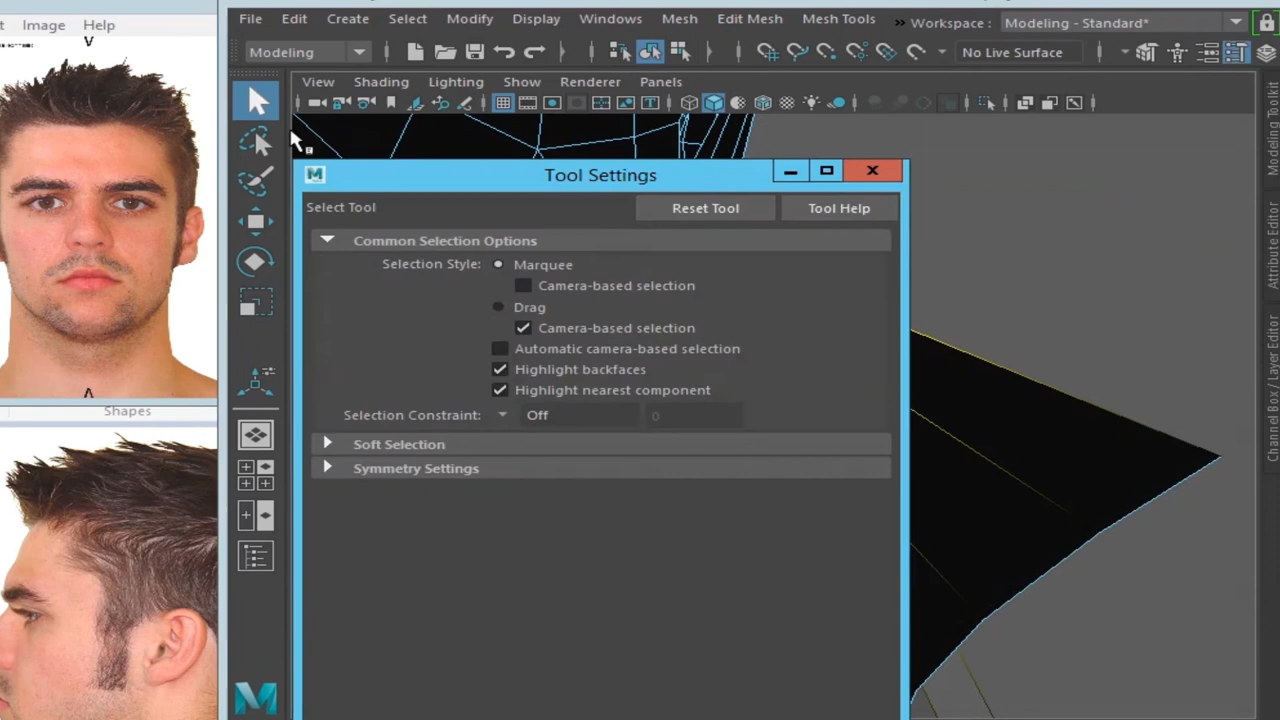 File Edit Create Select Modify Display Windows Mesh Edit Mesh Mesh Tools » Workspace : Modeling - Standard*
Image Help
Modeling No Live Surface
View Shading Lighting Show Renderer Panels
Tool Settings
Select Tool Reset Tool Tool Help
Common Selection Options
Selection Style: Marquee
Camera-based selection
Drag
Camera-based selection
Automatic camera-based selection
Highlight backfaces
Highlight nearest component
Selection Constraint: Off 0
Soft Selection
Symmetry Settings
Shapes
Modeling Toolkit
Attribute Editor
Channel Box / Layer Editor